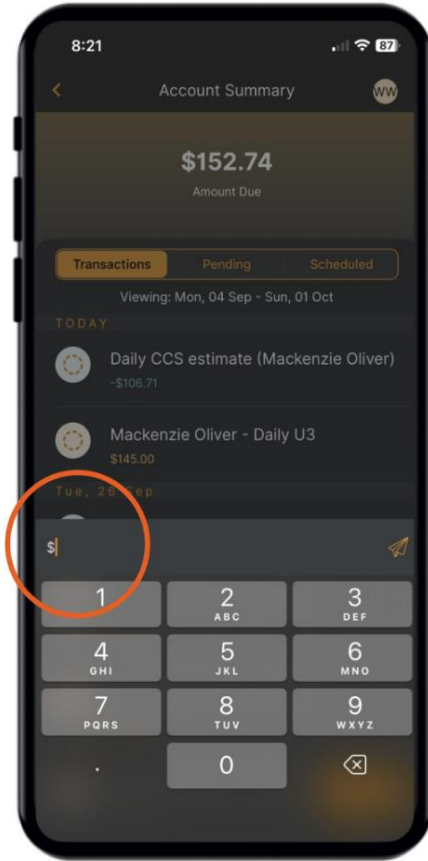 8:21
87
Account Summary
WW
$152.74
Amount Due
Transactions
Pending
Scheduled
Viewing: Mon, 04 Sep - Sun, 01 Oct
TODAY
Daily CCS estimate (Mackenzie Oliver)
-$106.71
Mackenzie Oliver - Daily U3
$145.00
Tue, 26 Sep
$
1
2
ABC
3
DEF
4
GHI
5
JKL
6
MNO
7
PQRS
8
TUV
9
WXYZ
.
0